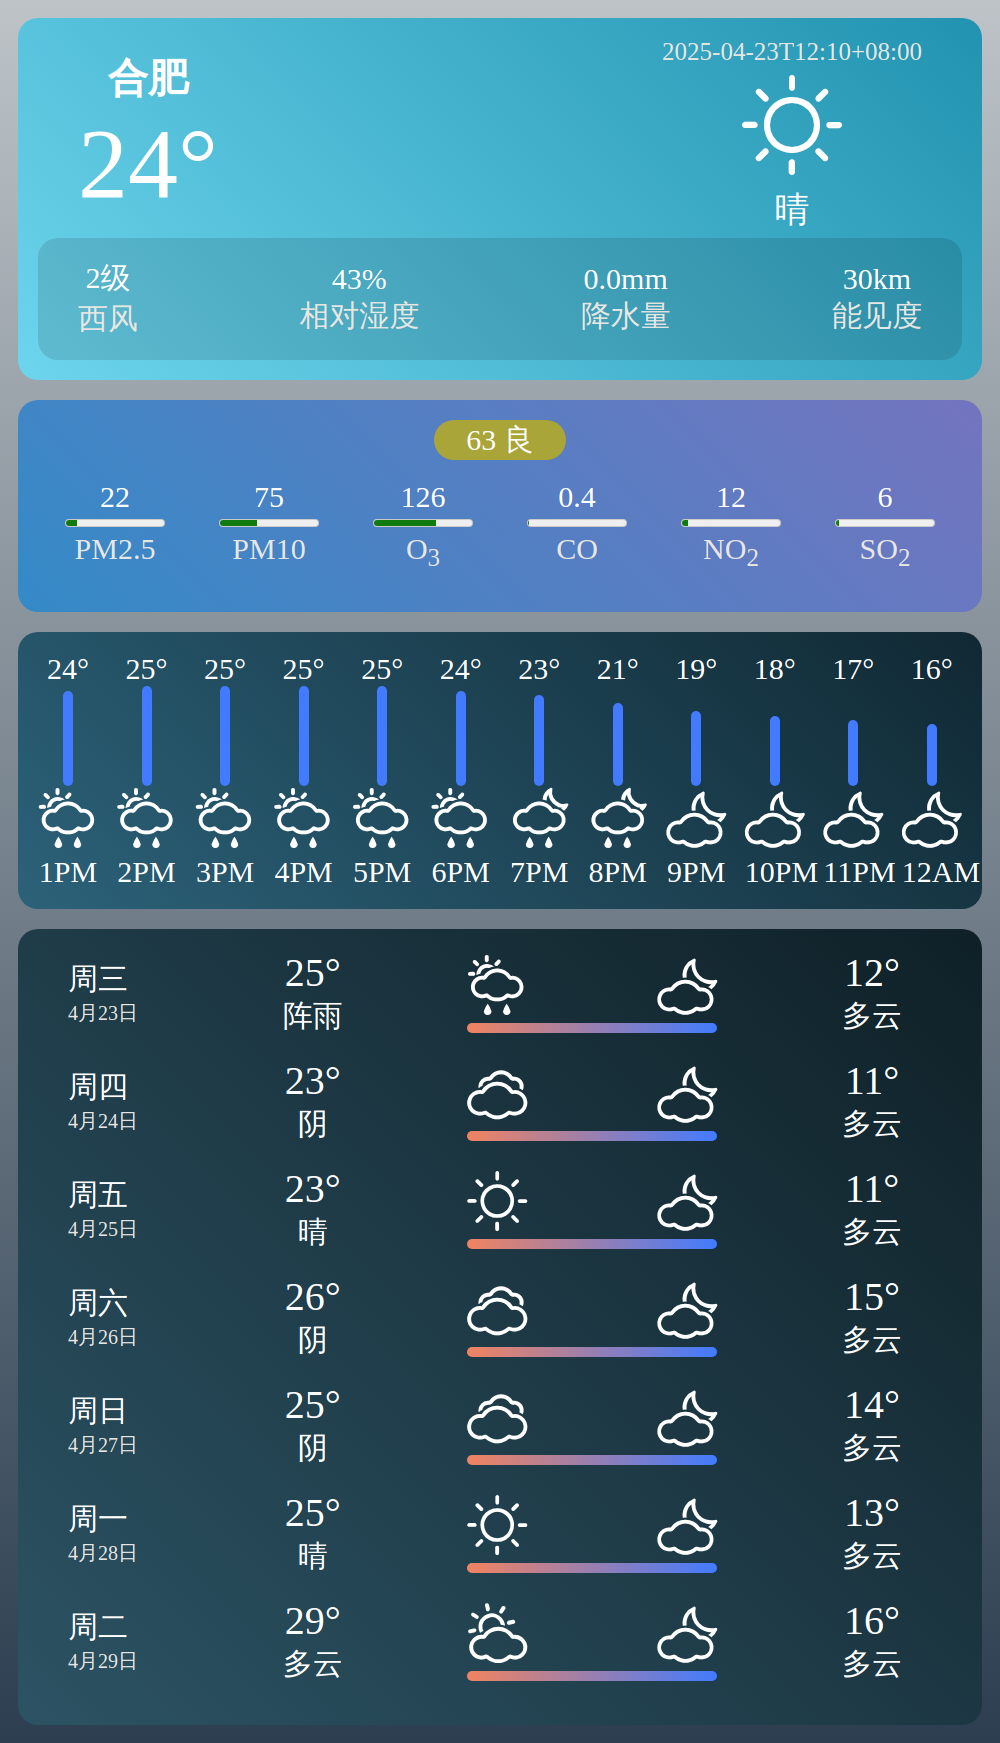 合肥
24°
2025-04-23T12:10+08:00
晴
2级 43% 0.0mm 30km
西风 相对湿度 降水量 能见度
63 良
22 75 126 0.4 12 6
PM2.5 PM10 O3 CO NO2 SO2
24° 25° 25° 25° 25° 24° 23° 21° 19° 18° 17° 16°
1PM 2PM 3PM 4PM 5PM 6PM 7PM 8PM 9PM 10PM 11PM 12AM
周三 25° 12°
4月23日 阵雨 多云
周四 23° 11°
4月24日 阴 多云
周五 23° 11°
4月25日 晴 多云
周六 26° 15°
4月26日 阴 多云
周日 25° 14°
4月27日 阴 多云
周一 25° 13°
4月28日 晴 多云
周二 29° 16°
4月29日 多云 多云